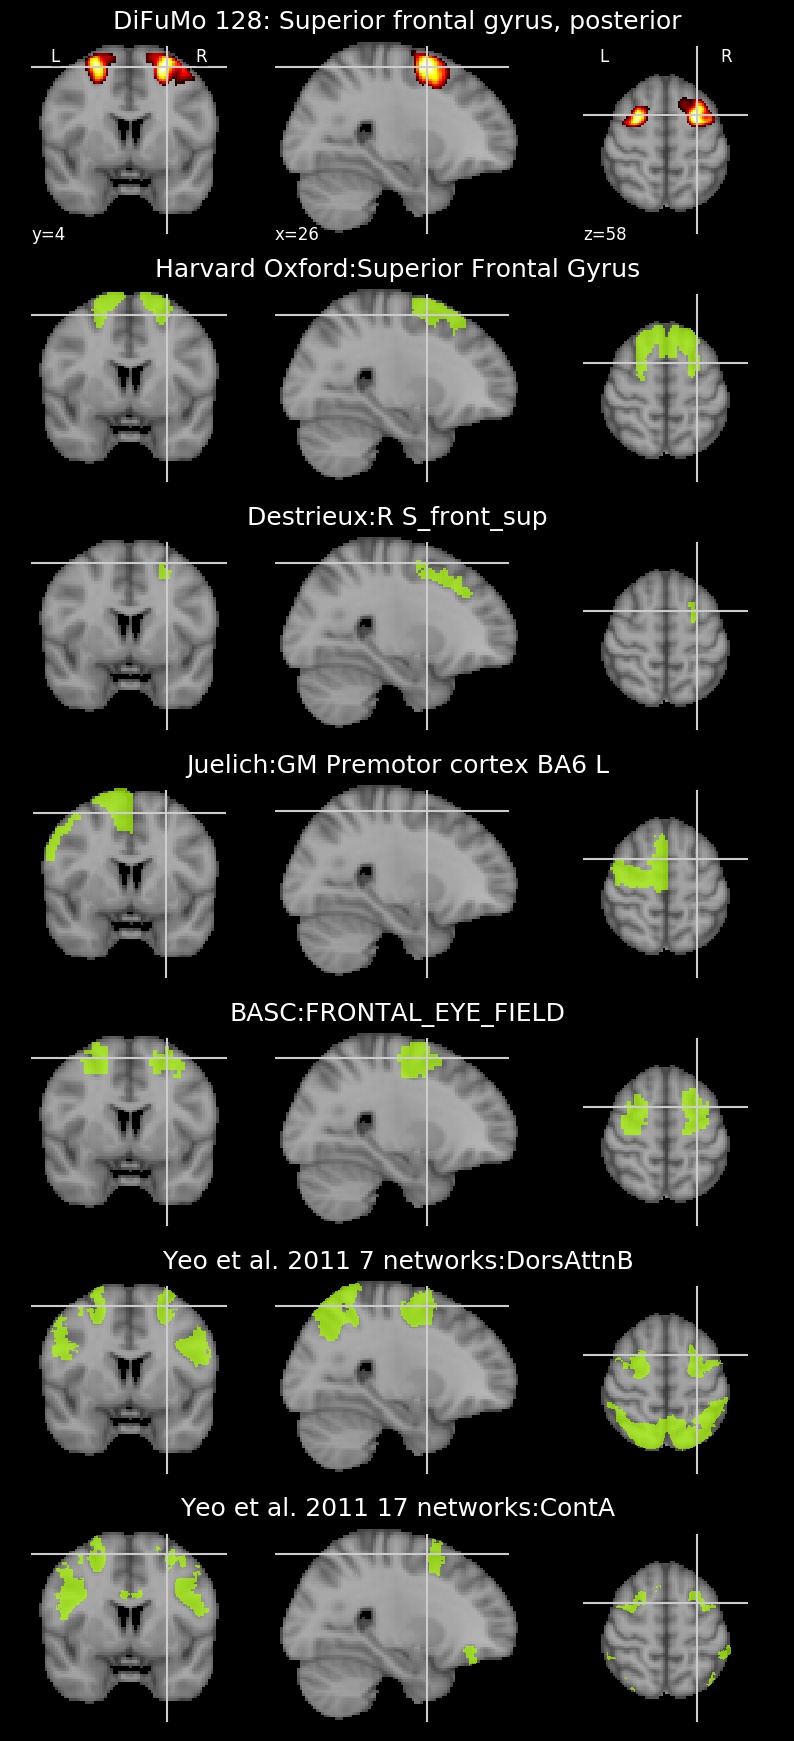 DiFuMo 128: Superior frontal gyrus, posterior
L R L R
y=4 x=26 z=58
Harvard Oxford:Superior Frontal Gyrus
Destrieux:R S_front_sup
Juelich:GM Premotor cortex BA6 L
BASC:FRONTAL_EYE_FIELD
Yeo et al. 2011 7 networks:DorsAttnB
Yeo et al. 2011 17 networks:ContA